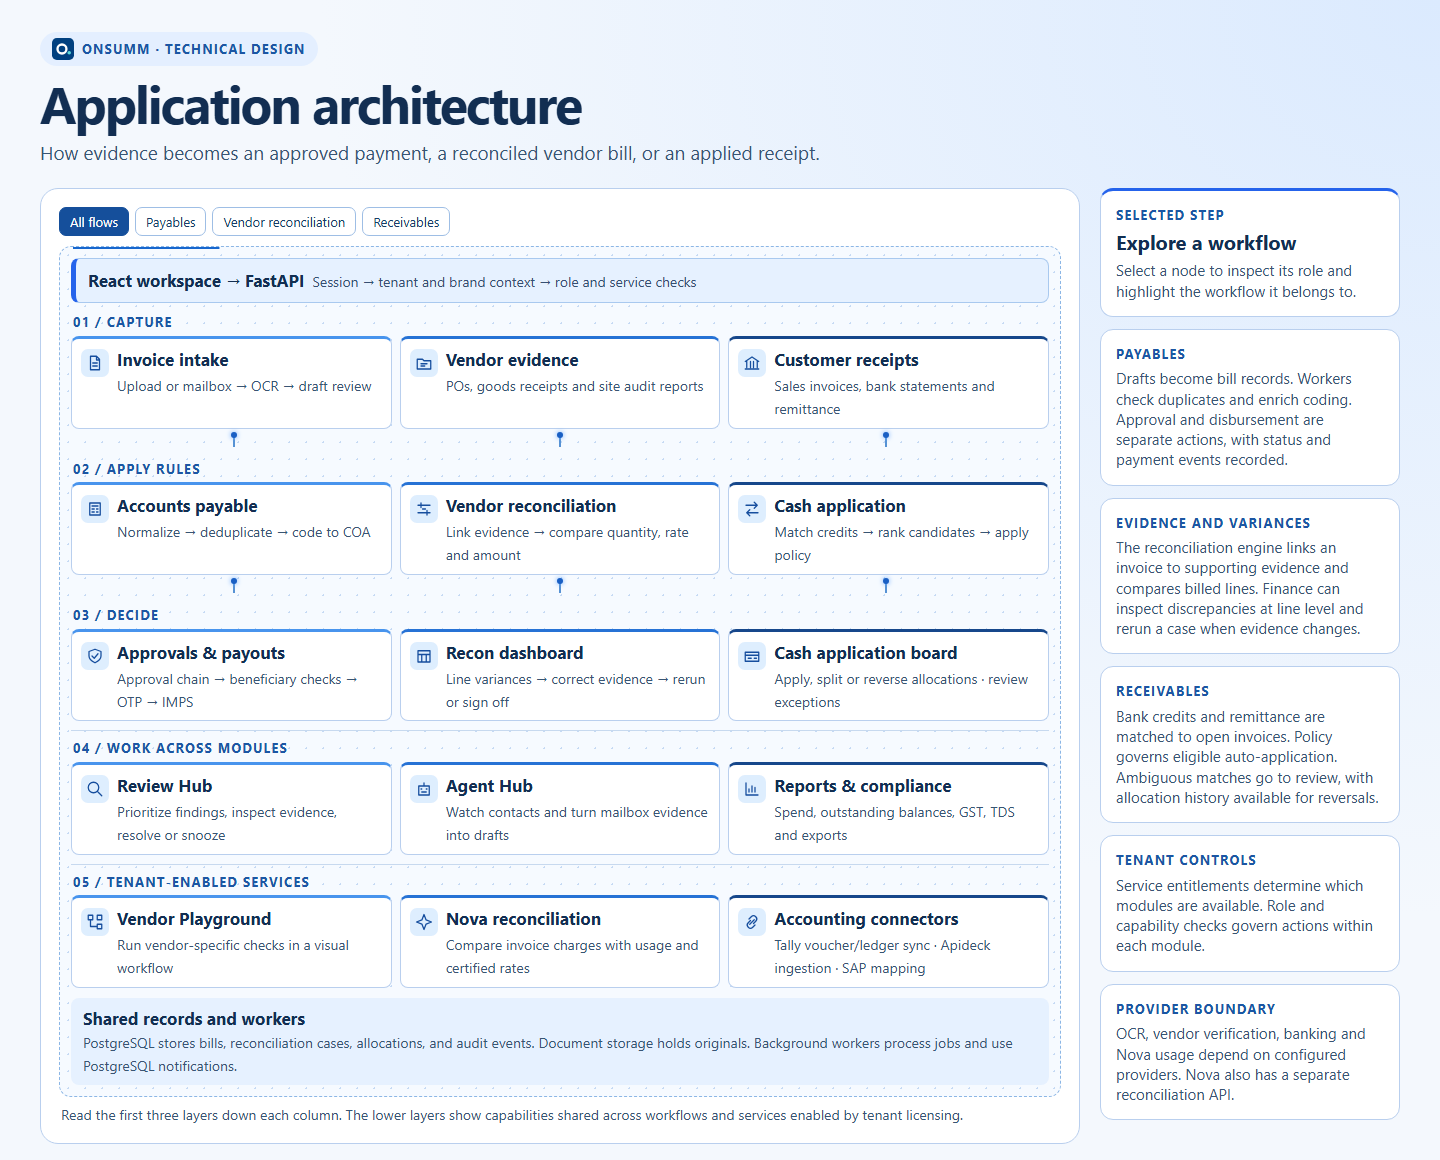 ONSUMM · TECHNICAL DESIGN
Application architecture
How evidence becomes an approved payment, a reconciled vendor bill, or an applied receipt.
All flows
Payables
Vendor reconciliation
Receivables
React workspace → FastAPI Session → tenant and brand context → role and service checks
01 / CAPTURE
Invoice intake
Upload or mailbox → OCR → draft review
Vendor evidence
POs, goods receipts and site audit reports
Customer receipts
Sales invoices, bank statements and
remittance
02 / APPLY RULES
Accounts payable
Normalize → deduplicate → code to COA
Vendor reconciliation
Link evidence → compare quantity, rate
and amount
Cash application
Match credits → rank candidates → apply
policy
03 / DECIDE
Approvals & payouts
Approval chain → beneficiary checks →
OTP → IMPS
Recon dashboard
Line variances → correct evidence → rerun
or sign off
Cash application board
Apply, split or reverse allocations · review
exceptions
04 / WORK ACROSS MODULES
Review Hub
Prioritize findings, inspect evidence,
resolve or snooze
Agent Hub
Watch contacts and turn mailbox evidence
into drafts
Reports & compliance
Spend, outstanding balances, GST, TDS
and exports
05 / TENANT-ENABLED SERVICES
Vendor Playground
Run vendor-specific checks in a visual
workflow
Nova reconciliation
Compare invoice charges with usage and
certified rates
Accounting connectors
Tally voucher/ledger sync · Apideck
ingestion · SAP mapping
Shared records and workers
PostgreSQL stores bills, reconciliation cases, allocations, and audit events. Document storage holds originals. Background workers process jobs and use
PostgreSQL notifications.
Read the first three layers down each column. The lower layers show capabilities shared across workflows and services enabled by tenant licensing.
SELECTED STEP
Explore a workflow
Select a node to inspect its role and
highlight the workflow it belongs to.
PAYABLES
Drafts become bill records. Workers
check duplicates and enrich coding.
Approval and disbursement are
separate actions, with status and
payment events recorded.
EVIDENCE AND VARIANCES
The reconciliation engine links an
invoice to supporting evidence and
compares billed lines. Finance can
inspect discrepancies at line level and
rerun a case when evidence changes.
RECEIVABLES
Bank credits and remittance are
matched to open invoices. Policy
governs eligible auto-application.
Ambiguous matches go to review, with
allocation history available for reversals.
TENANT CONTROLS
Service entitlements determine which
modules are available. Role and
capability checks govern actions within
each module.
PROVIDER BOUNDARY
OCR, vendor verification, banking and
Nova usage depend on configured
providers. Nova also has a separate
reconciliation API.